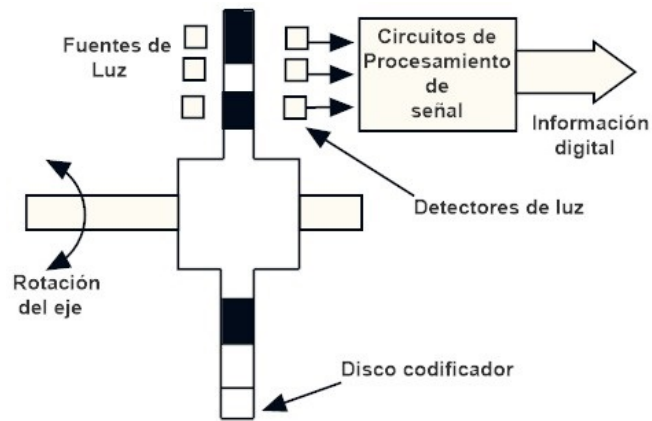 Fuentes de
Luz
Circuitos de
Procesamiento
de
señal
Información
digital
Detectores de luz
Rotación
del eje
Disco codificador